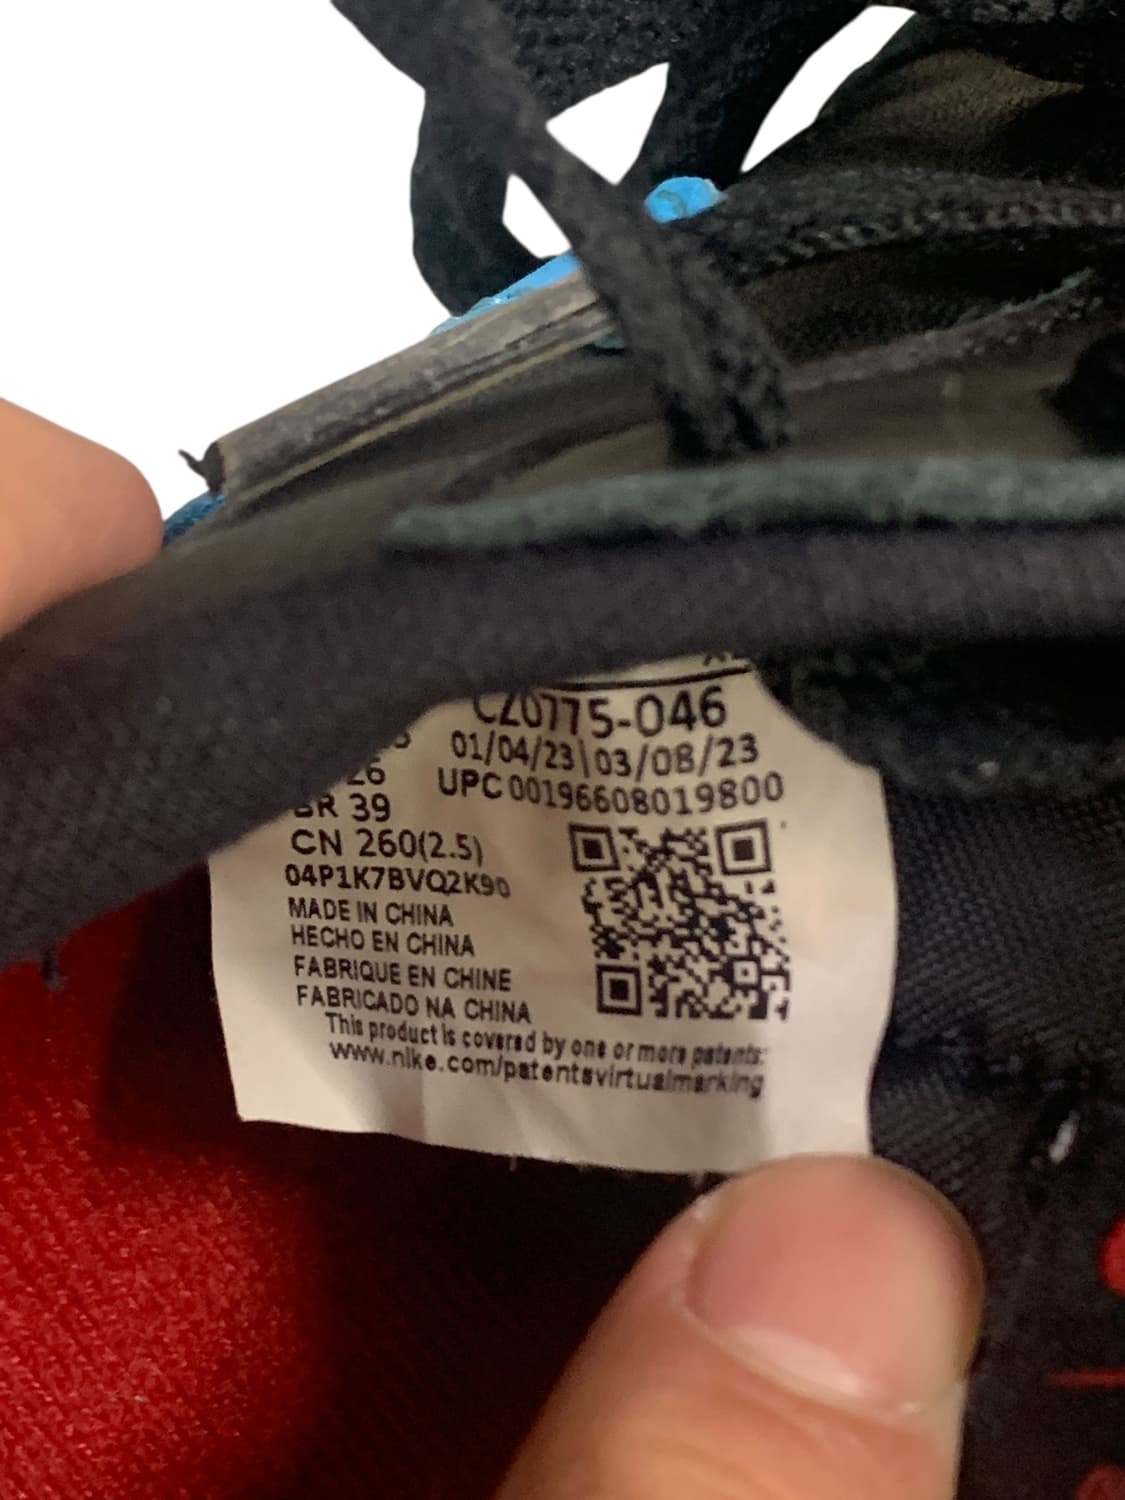 CZ0775-046
01/04/23\03/08/23
UPC 00196608019800
26
BR 39
CN 260(2.5)
04P1K7BVQ2K90
MADE IN CHINA
HECHO EN CHINA
FABRIQUE EN CHINE
FABRICADO NA CHINA
This product is covered by one or more patents:
www.nike.com/patentsvirtualmarking